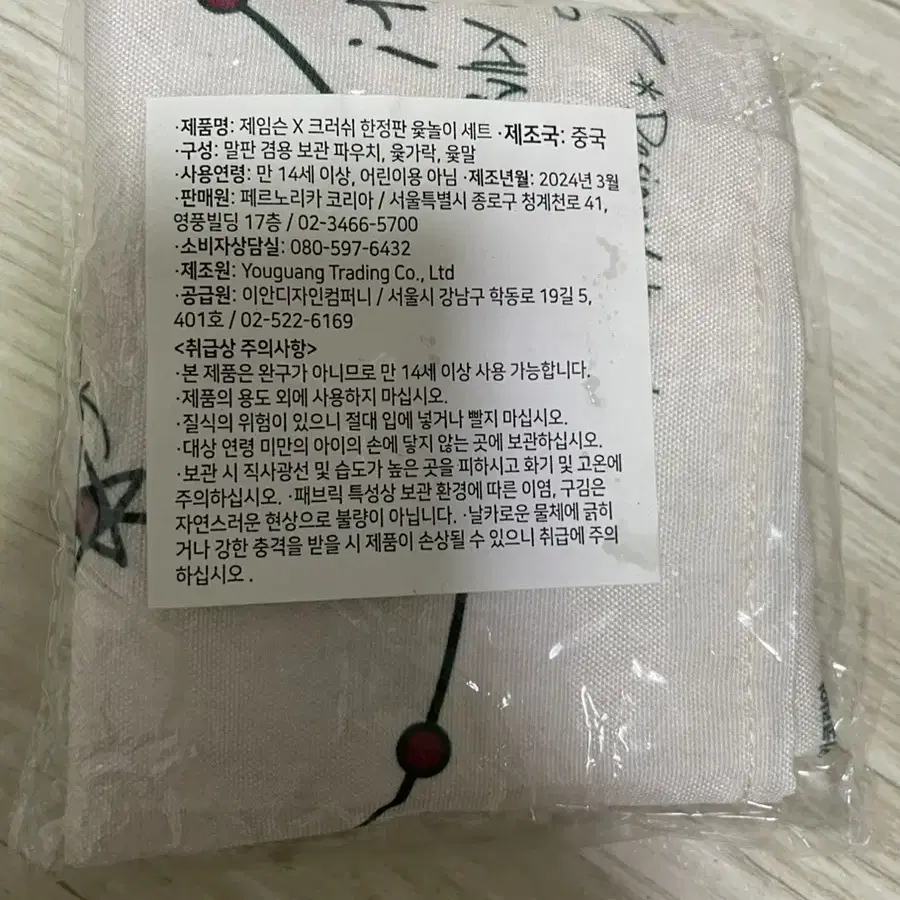 ·제품명: 제임슨 X 크러쉬 한정판 윷놀이 세트 ·제조국: 중국
·구성: 말판 겸용 보관 파우치, 윷가락, 윷말
·사용연령: 만 14세 이상, 어린이용 아님 ·제조년월: 2024년 3월
·판매원: 페르노리카 코리아 / 서울특별시 종로구 청계천로 41,
영풍빌딩 17층 / 02-3466-5700
·소비자상담실: 080-597-6432
·제조원: Youguang Trading Co., Ltd
·공급원: 이안디자인컴퍼니 / 서울시 강남구 학동로 19길 5,
401호 / 02-522-6169
<취급상 주의사항>
·본 제품은 완구가 아니므로 만 14세 이상 사용 가능합니다.
·제품의 용도 외에 사용하지 마십시오.
·질식의 위험이 있으니 절대 입에 넣거나 빨지 마십시오.
·대상 연령 미만의 아이의 손에 닿지 않는 곳에 보관하십시오.
·보관 시 직사광선 및 습도가 높은 곳을 피하시고 화기 및 고온에
주의하십시오. ·패브릭 특성상 보관 환경에 따른 이염, 구김은
자연스러운 현상으로 불량이 아닙니다. ·날카로운 물체에 긁히
거나 강한 충격을 받을 시 제품이 손상될 수 있으니 취급에 주의
하십시오 .